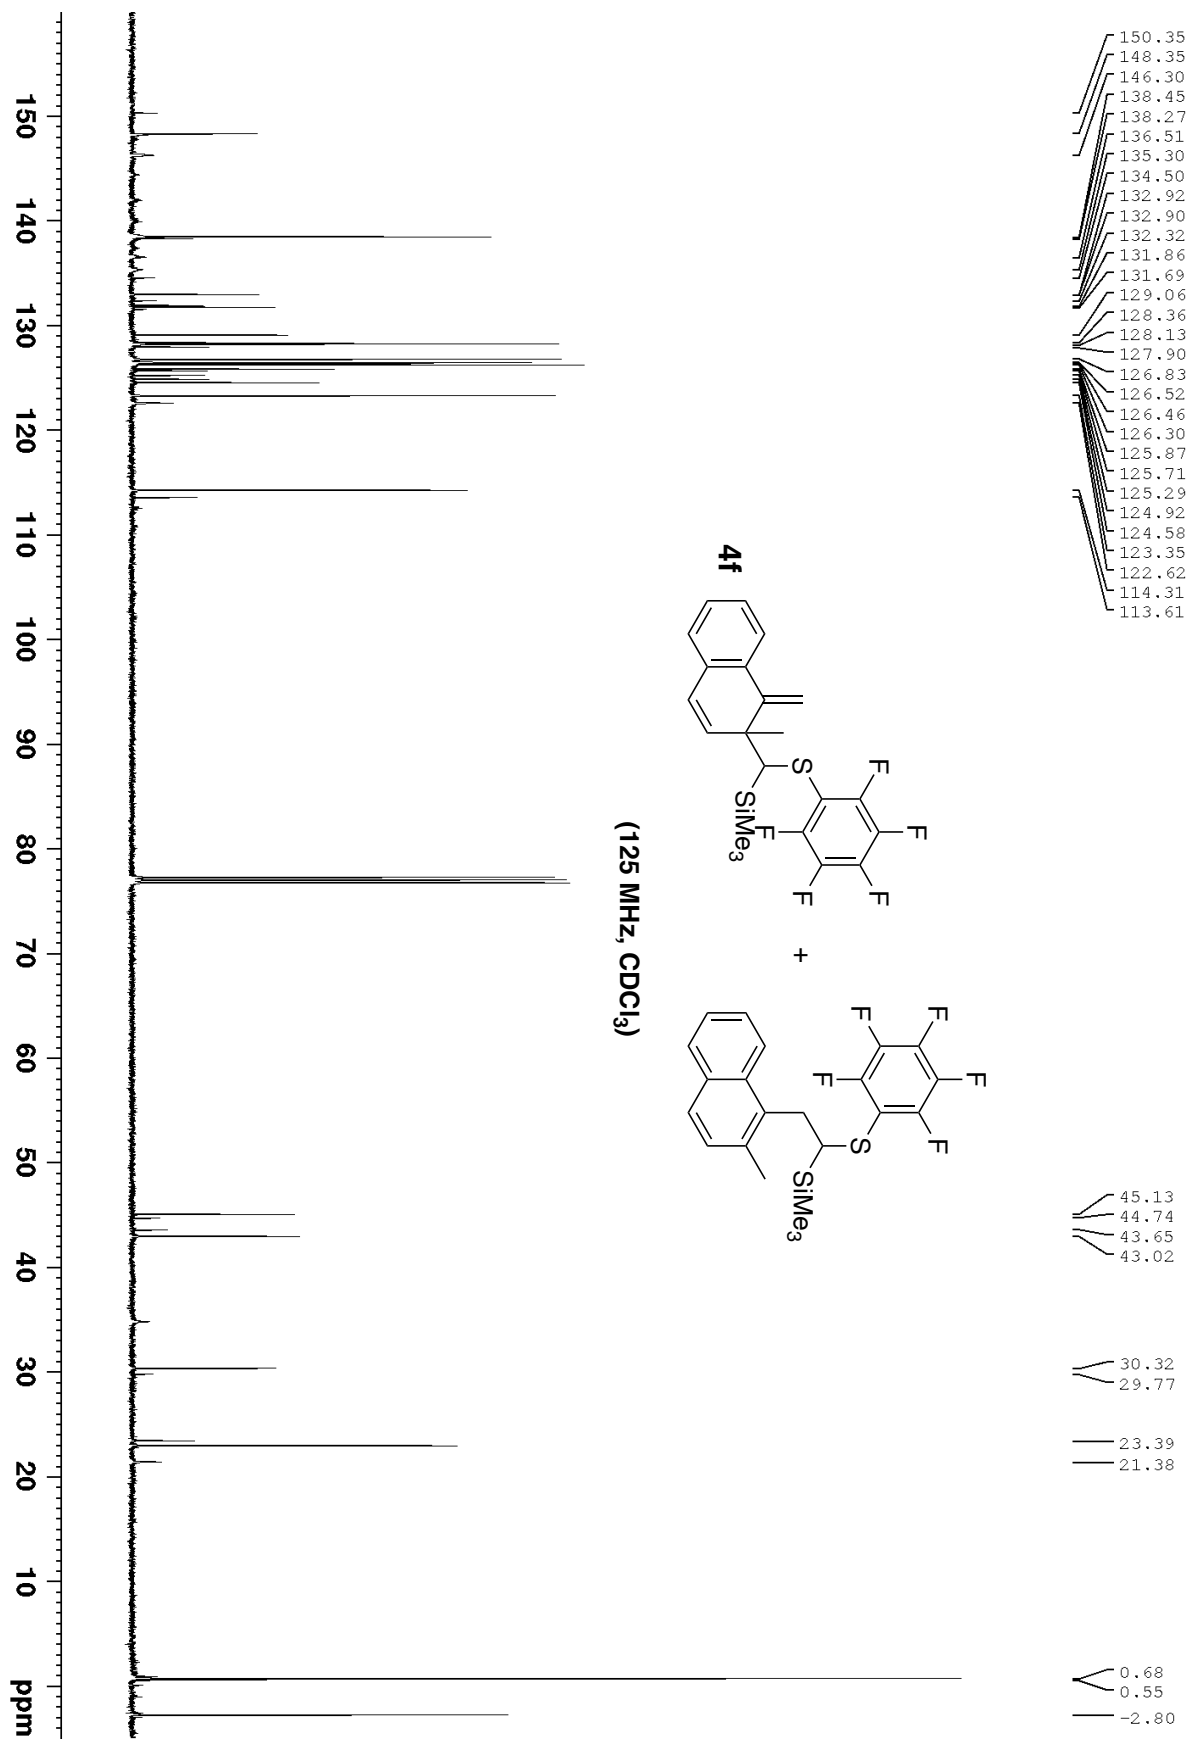 150.35
148.35
146.30
138.45
138.27
136.51
135.30
134.50
132.92
132.90
132.32
131.86
131.69
129.06
128.36
128.13
127.90
126.83
126.52
126.46
126.30
125.87
125.71
125.29
124.92
124.58
123.35
122.62
114.31
113.61
45.13
44.74
43.65
43.02
30.32
29.77
23.39
21.38
0.68
0.55
-2.80
4f
F
F
F
F
F
S
SiMe3
+
F
F
F
F
F
S
SiMe3
(125 MHz, CDCl3)
150 140 130 120 110 100 90 80 70 60 50 40 30 20 10 ppm